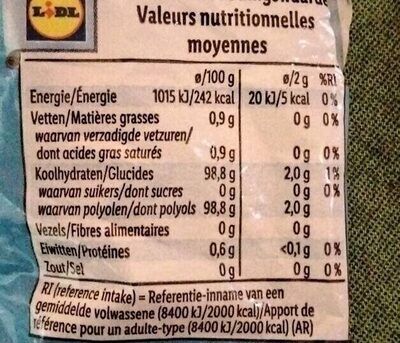 LIDL
Valeurs nutritionnelles
moyennes
ø/100 g ø/2 g %RI
Energie/Énergie 1015 kJ/242 kcal 20 kJ/5 kcal 0%
Vetten/Matières grasses 0,9 g 0 g 0%
waarvan verzadigde vetzuren/
dont acides gras saturés 0,9 g 0 g 0%
Koolhydraten/Glucides 98,8 g 2,0 g 1%
waarvan suikers/dont sucres 0 g 0 g 0%
waarvan polyolen/dont polyols 98,8 g 2,0 g
Vezels/Fibres alimentaires 0 g 0 g
Eiwitten/Protéines 0,6 g <0,1 g 0%
Zout/Sel 0 g 0 g 0%
RI (reference intake) = Referentie-inname van een
gemiddelde volwassene (8400 kJ/2000 kcal)/Apport de
référence pour un adulte-type (8400 kJ/2000 kcal) (AR)